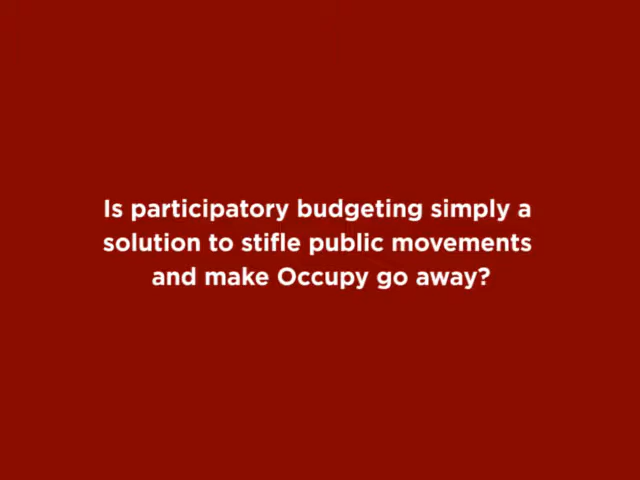 Is participatory budgeting simply a
solution to stifle public movements
and make Occupy go away?